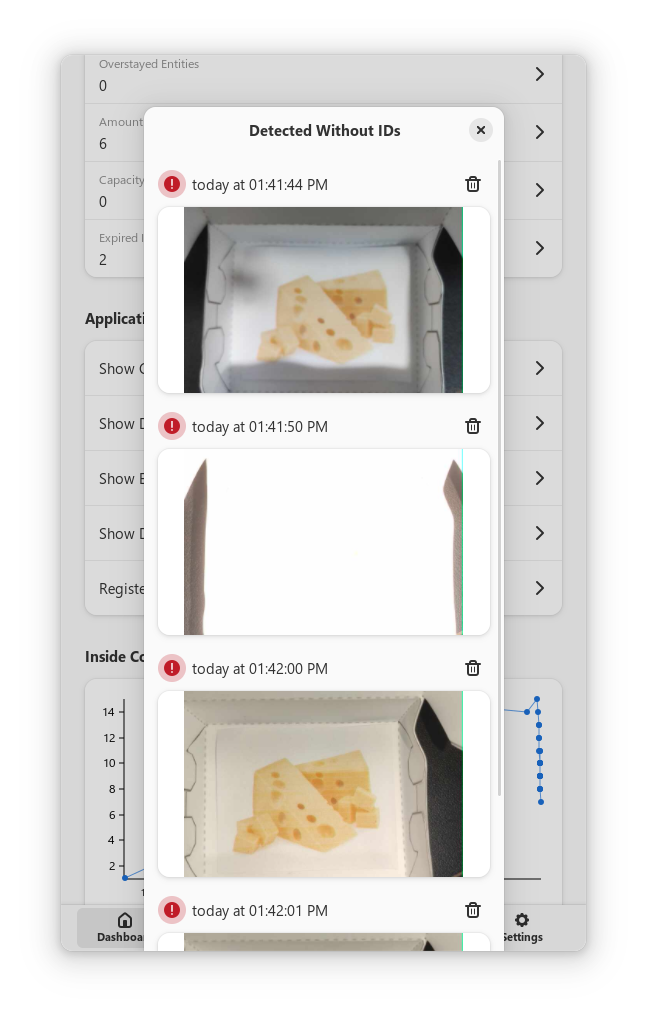 Overstayed Entities
0
Detected Without IDs
Amount
6
today at 01:41:44 PM
Capacity
0
Expired
2
Applicati
Show
Show
Show
Show
Registe
today at 01:41:50 PM
today at 01:42:00 PM
Inside Co
14
12
10
8
6
4
2
1
today at 01:42:01 PM
Dashboa
Settings